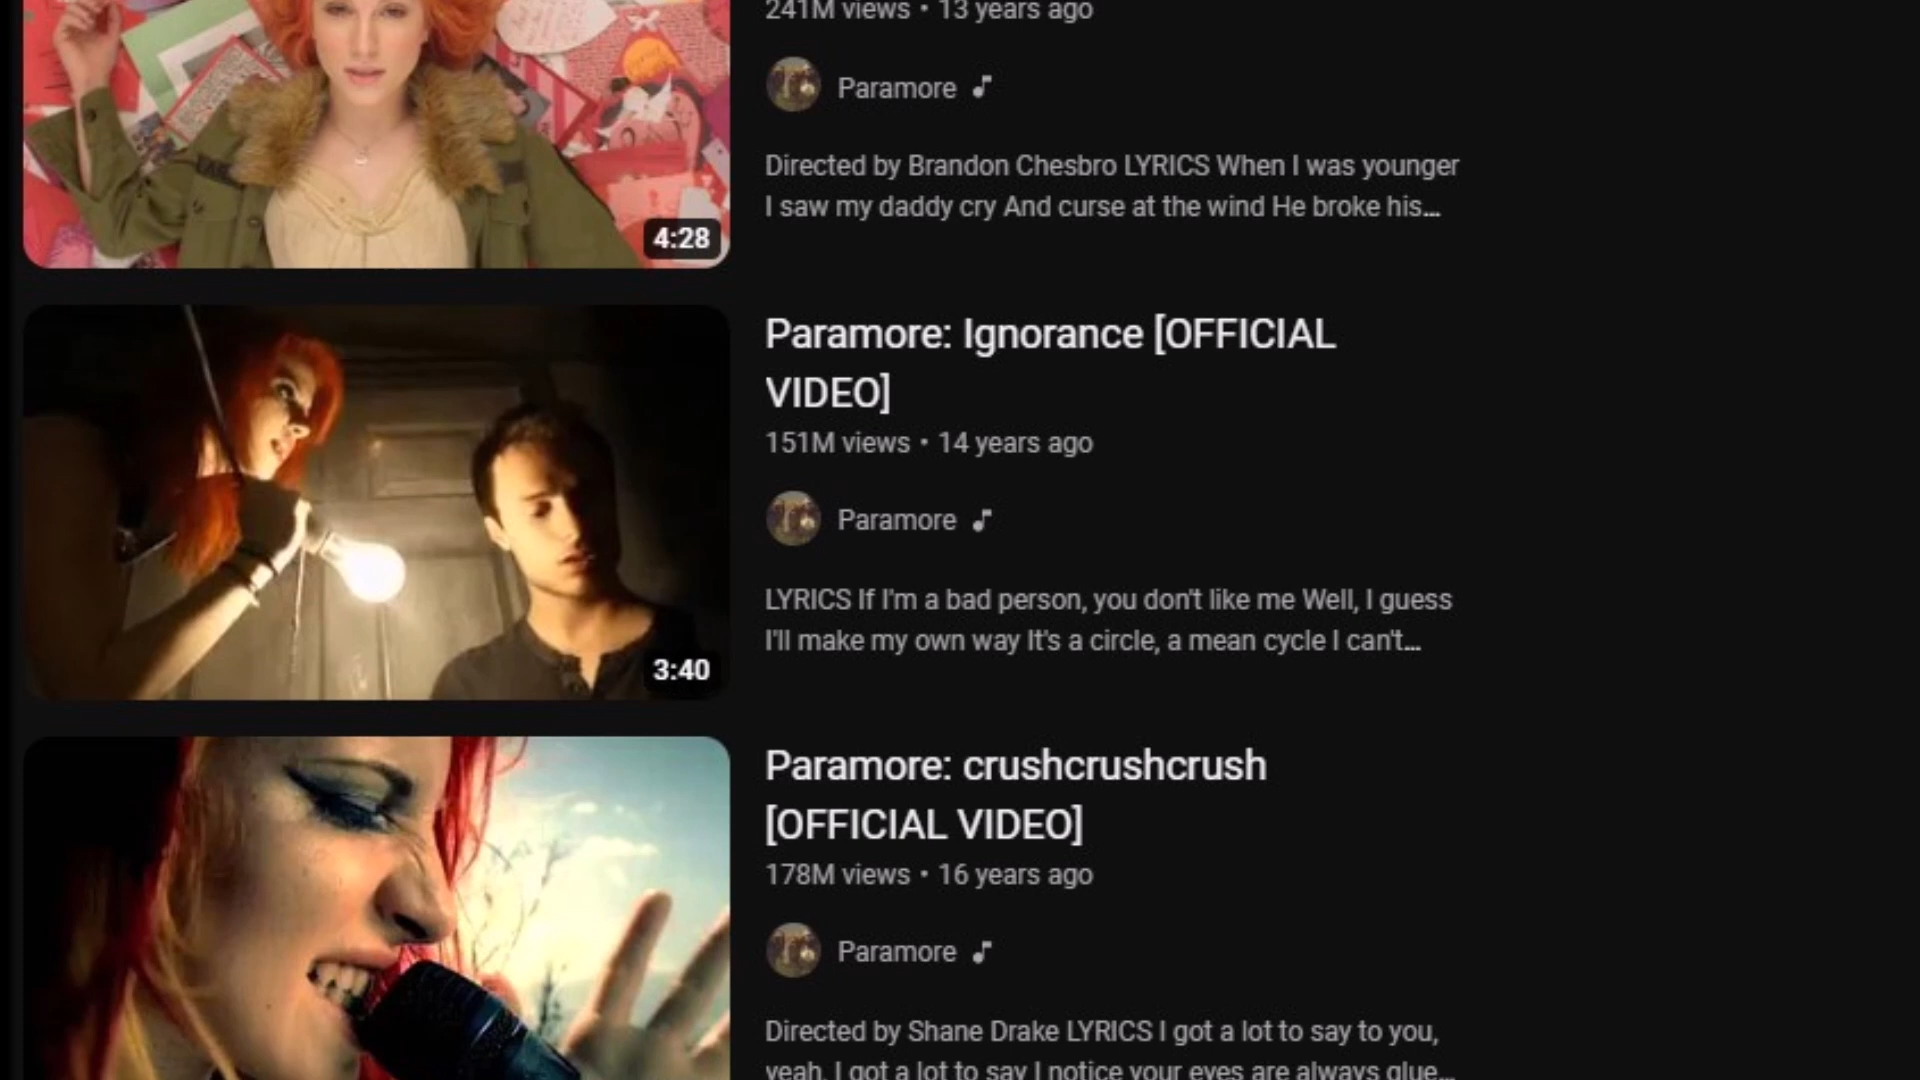 241M views • 13 years ago
Paramore
Directed by Brandon Chesbro LYRICS When I was younger
I saw my daddy cry And curse at the wind He broke his...
4:28
Paramore: Ignorance [OFFICIAL
VIDEO]
151M views • 14 years ago
Paramore
LYRICS If I'm a bad person, you don't like me Well, I guess
I'll make my own way It's a circle, a mean cycle I can't...
3:40
Paramore: crushcrushcrush
[OFFICIAL VIDEO]
178M views • 16 years ago
Paramore
Directed by Shane Drake LYRICS I got a lot to say to you,
yeah, I got a lot to say I notice your eyes are always glue...